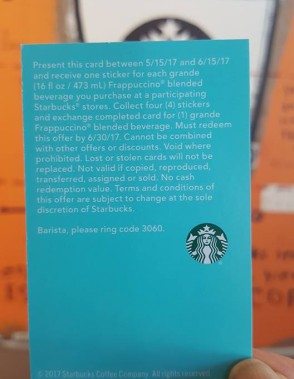 Present this card between 5/15/17 and 6/15/17
and receive one sticker for each grande
(16 fl oz / 473 mL) Frappuccino® blended
beverage you purchase at a participating
Starbucks® stores. Collect four (4) stickers
and exchange completed card for (1) grande
Frappuccino® blended beverage. Must redeem
this offer by 6/30/17. Cannot be combined
with other offers or discounts. Void where
prohibited. Lost or stolen cards will not be
replaced. Not valid if copied, reproduced,
transferred, assigned or sold. No cash
redemption value. Terms and conditions of
this offer are subject to change at the sole
discretion of Starbucks.
Barista, please ring code 3060.
© 2017 Starbucks Coffee Company. All rights reserved.